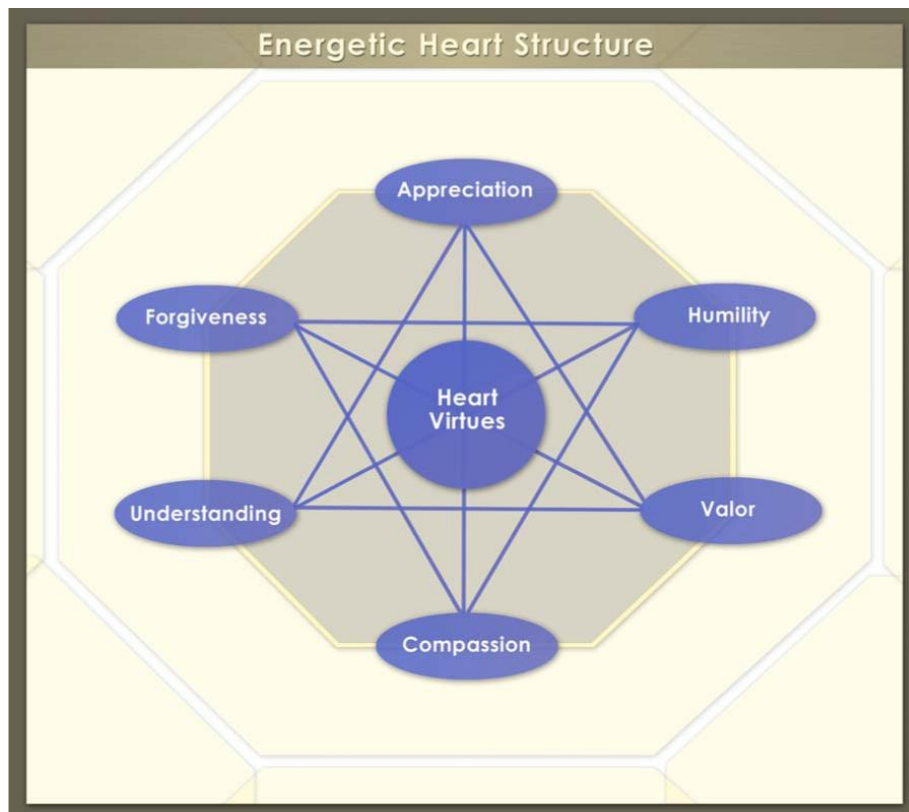 Energetic Heart Structure
Appreciation
Forgiveness
Humility
Heart
Virtues
Understanding
Valor
Compassion